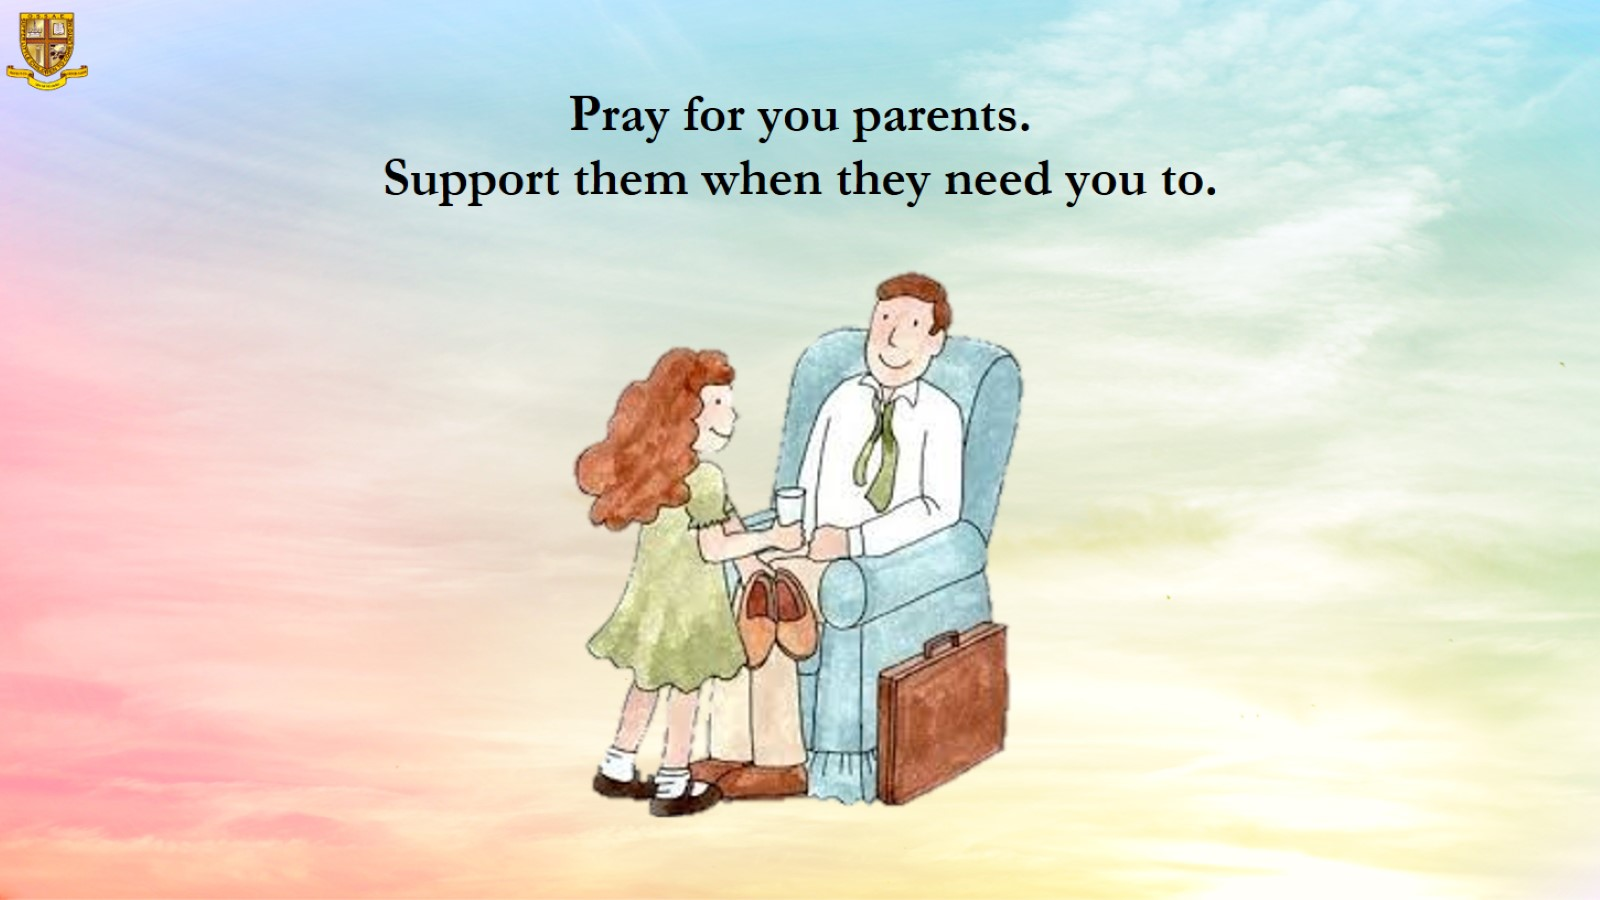 Pray for you parents.
Support them when they need you to.